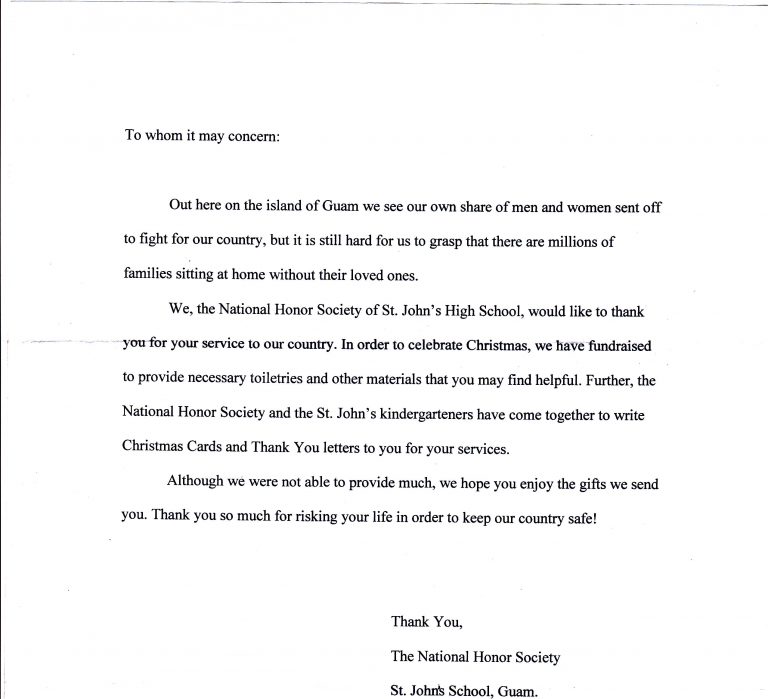 To whom it may concern:
Out here on the island of Guam we see our own share of men and women sent off
to fight for our country, but it is still hard for us to grasp that there are millions of
families sitting at home without their loved ones.
We, the National Honor Society of St. John's High School, would like to thank
you for your service to our country. In order to celebrate Christmas, we have fundraised
to provide necessary toiletries and other materials that you may find helpful. Further, the
National Honor Society and the St. John's kindergarteners have come together to write
Christmas Cards and Thank You letters to you for your services.
Although we were not able to provide much, we hope you enjoy the gifts we send
you. Thank you so much for risking your life in order to keep our country safe!
Thank You,
The National Honor Society
St. John's School, Guam.